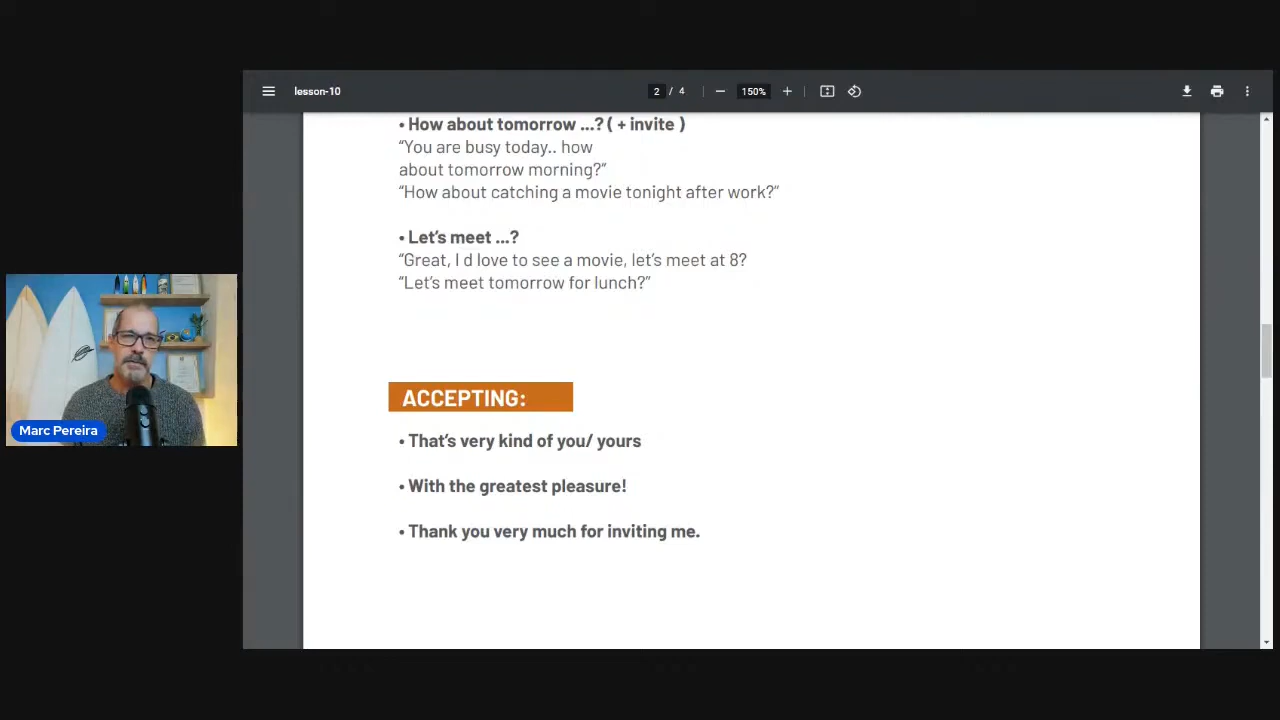 lesson-10
2 / 4
150%
• How about tomorrow ...? ( + invite )
“You are busy today.. how
about tomorrow morning?”
“How about catching a movie tonight after work?“
• Let’s meet ...?
“Great, I d love to see a movie, let’s meet at 8?
“Let’s meet tomorrow for lunch?”
Marc Pereira
ACCEPTING:
• That’s very kind of you/ yours
• With the greatest pleasure!
• Thank you very much for inviting me.